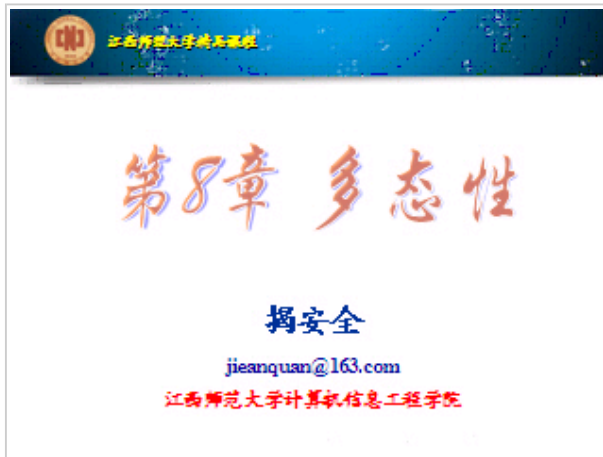 江西师范大学精品课程
第8章 多态性
揭安全
jieanquan@163.com
江西师范大学计算机信息工程学院